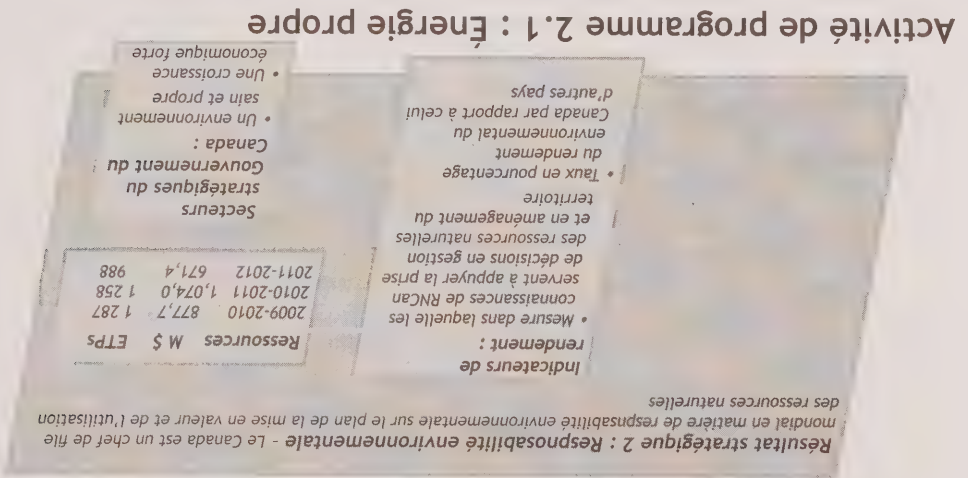 Résultat stratégique 2 : Respnosabilité environnementale - Le Canada est un chef de file
mondial en matière de respnsabilité environnementale sur le plan de la mise en valeur et de l'utilisation
des ressources naturelles
Indicateurs de
rendement :
• Mesure dans laquelle les
connaissances de RNCan
servent à appuyer la prise
de décisions en gestion
des ressources naturelles
et en aménagement du
territoire
• Taux en pourcentage
du rendement
environnemental du
Canada par rapport à celui
d'autres pays
Ressources M $ ETPs
2009-2010 877,7 1 287
2010-2011 1,074,0 1 258
2011-2012 671,4 988
Secteurs
stratégiques du
Gouvernement du
Canada :
• Un environnement
sain et propre
• Une croissance
économique forte
Activité de programme 2.1 : Énergie propre